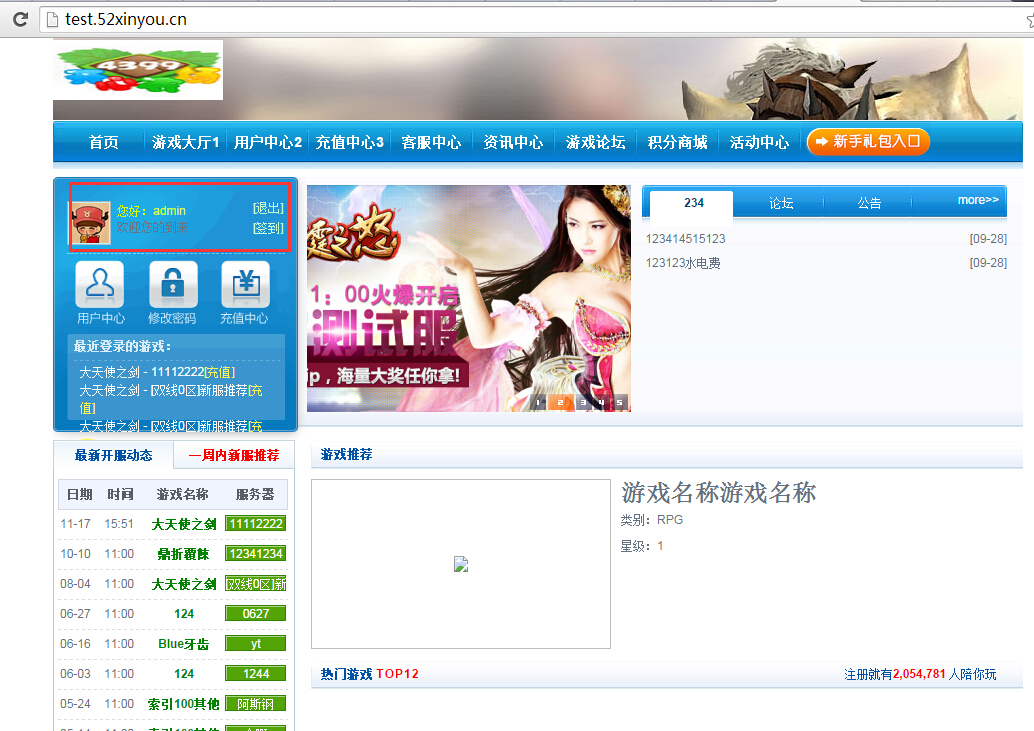 test.52xinyou.cn
4399
首页 游戏大厅1 用户中心2 充值中心3 客服中心 资讯中心 游戏论坛 积分商城 活动中心 新手礼包入口
您好：admin [退出]
欢迎您的到来 [签到]
用户中心 修改密码 充值中心
最近登录的游戏：
大天使之剑 - 11112222[充值]
大天使之剑 - [双线0区]新服推荐[充
值]
大天使之剑 - [双线0区]新服推荐[充
霆之怒
1：00火爆开启
测试服
ip，海量大奖任你拿!
1 2 3 4 5
234 论坛 公告 more>>
123414515123 [09-28]
123123水电费 [09-28]
最新开服动态 一周内新服推荐
日期 时间 游戏名称 服务器
11-17 15:51 大天使之剑 11112222
10-10 11:00 鼎折覆餗 12341234
08-04 11:00 大天使之剑 双线0区]新
06-27 11:00 124 0627
06-16 11:00 Blue牙齿 yt
06-03 11:00 124 1244
05-24 11:00 索引100其他 阿斯钢
游戏推荐
游戏名称游戏名称
类别：RPG
星级：1
热门游戏 TOP12 注册就有2,054,781 人陪你玩